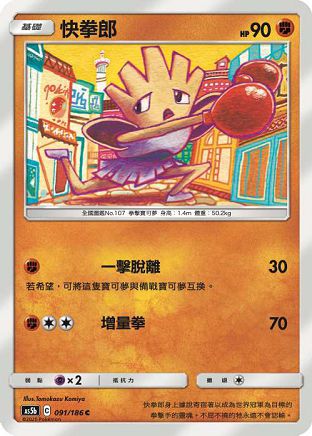 基礎 快拳郎 HP 90
全國圖鑑No.107 拳擊寶可夢 身高：1.4m 體重：50.2kg
一擊脫離 30
若希望，可將這隻寶可夢與備戰寶可夢互換。
增量拳 70
弱點 ×2 抵抗力 撤退
Illus.Tomokazu Komiya
快拳郎身上據說寄宿著以成為世界冠軍為目標的
拳擊手的靈魂。不屈不撓的牠永遠不會氣餒。
C 091/186 C